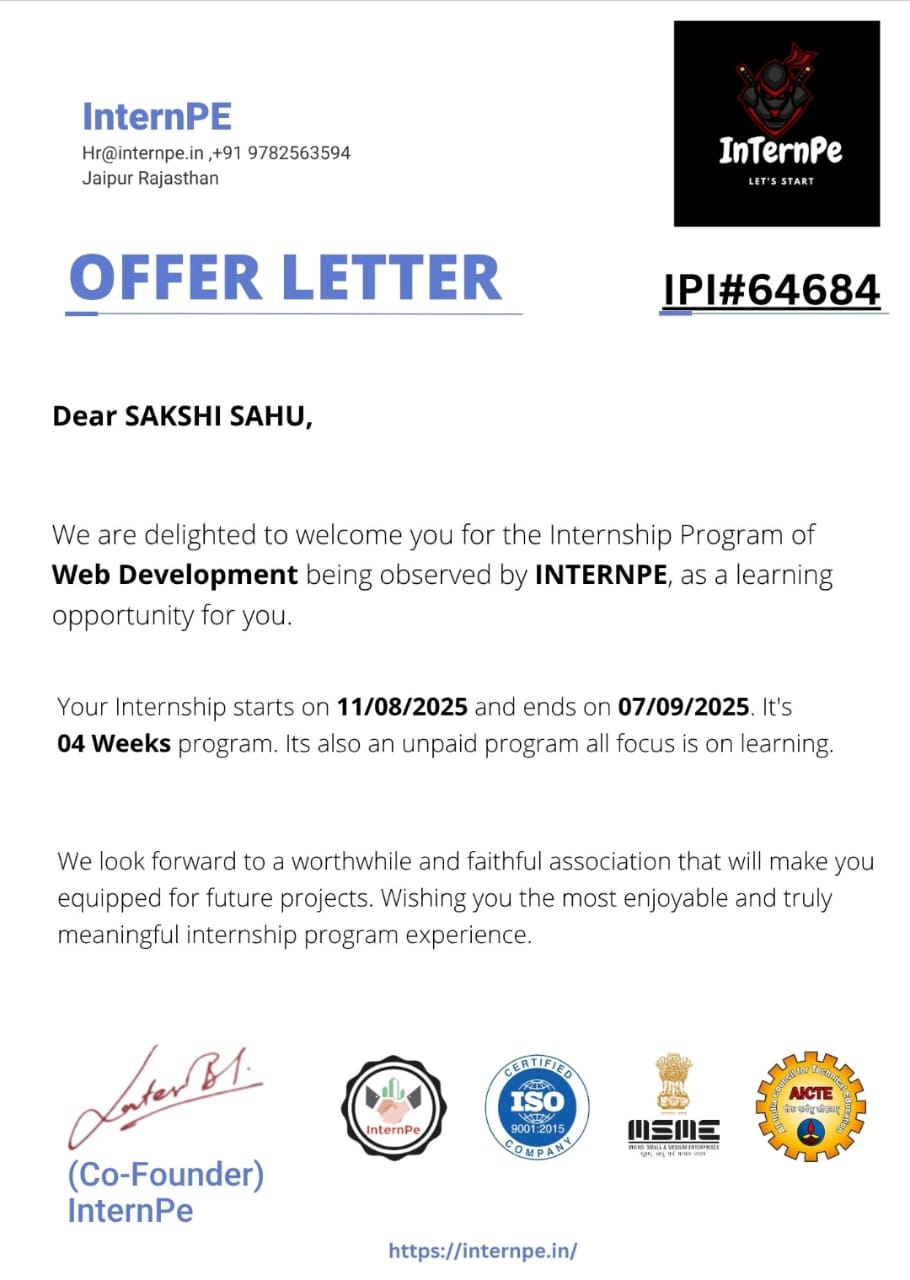 InternPE
Hr@internpe.in ,+91 9782563594
Jaipur Rajasthan
InTernPe
LET'S START
OFFER LETTER
IPI#64684
Dear SAKSHI SAHU,
We are delighted to welcome you for the Internship Program of
Web Development being observed by INTERNPE, as a learning
opportunity for you.
Your Internship starts on 11/08/2025 and ends on 07/09/2025. It's
04 Weeks program. Its also an unpaid program all focus is on learning.
We look forward to a worthwhile and faithful association that will make you
equipped for future projects. Wishing you the most enjoyable and truly
meaningful internship program experience.
(Co-Founder)
InternPe
InternPe
CERTIFIED
ISO
9001:2015
COMPANY
MSME
MICRO, SMALL & MEDIUM ENTERPRISES
All India Council for Technical Education
AICTE
https://internpe.in/